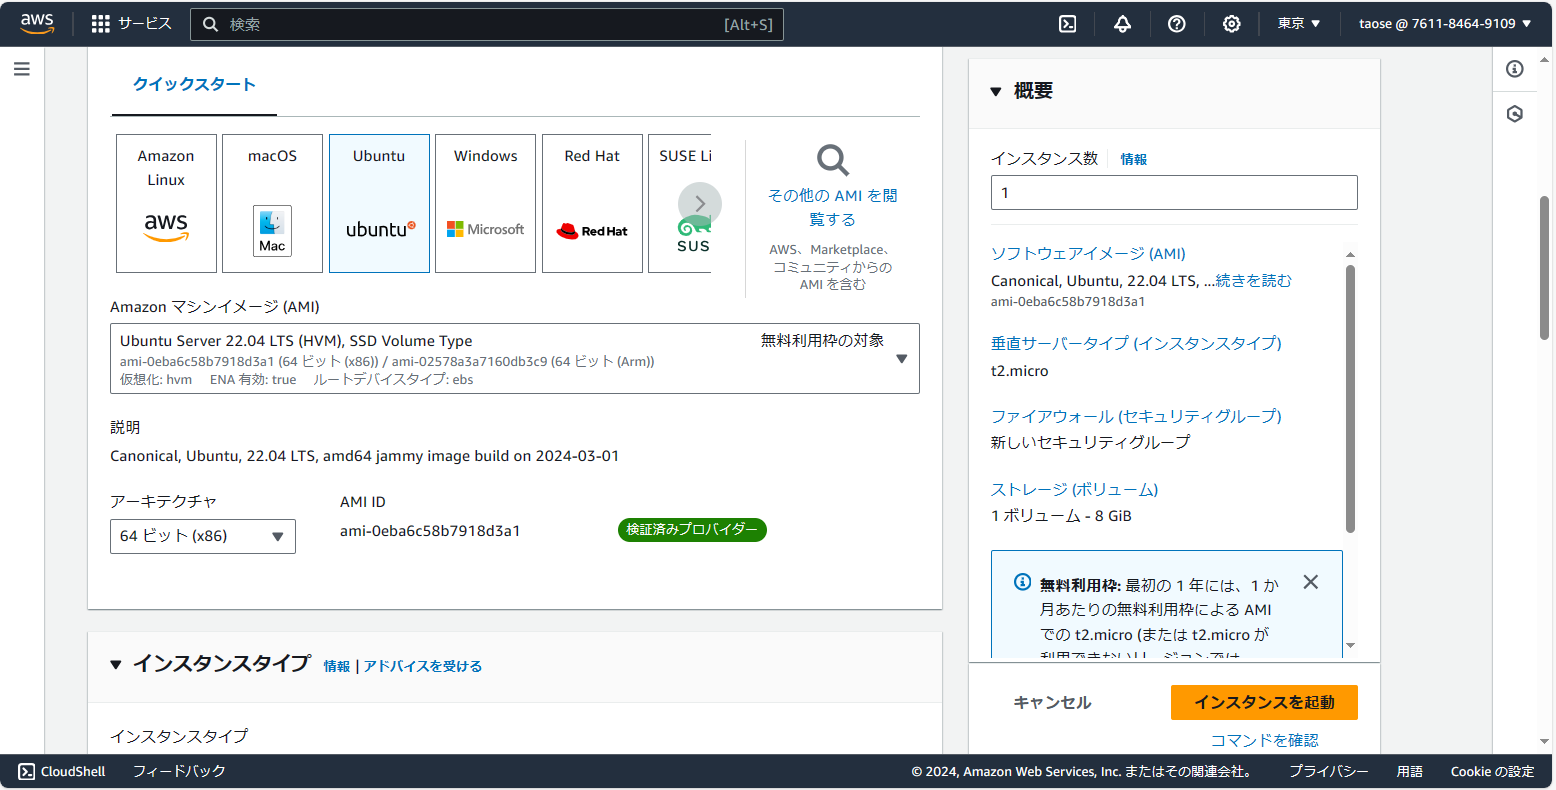 aws
サービス
検索
[Alt+S]
東京 ▼
taose @ 7611-8464-9109 ▼
クイックスタート
Amazon
Linux
aws
macOS
Mac
Ubuntu
ubuntu
Windows
Microsoft
Red Hat
Red Hat
SUSE Li
SUS
その他の AMI を閲
覧する
AWS、Marketplace、
コミュニティからの
AMI を含む
Amazon マシンイメージ (AMI)
Ubuntu Server 22.04 LTS (HVM), SSD Volume Type
無料利用枠の対象
ami-0eba6c58b7918d3a1 (64 ビット (x86)) / ami-02578a3a7160db3c9 (64 ビット (Arm))
仮想化: hvm ENA 有効: true ルートデバイスタイプ: ebs
説明
Canonical, Ubuntu, 22.04 LTS, amd64 jammy image build on 2024-03-01
アーキテクチャ
AMI ID
64 ビット (x86)
ami-0eba6c58b7918d3a1
検証済みプロバイダー
▼ インスタンスタイプ 情報 | アドバイスを受ける
インスタンスタイプ
▼ 概要
インスタンス数 情報
1
ソフトウェアイメージ (AMI)
Canonical, Ubuntu, 22.04 LTS, ...続きを読む
ami-0eba6c58b7918d3a1
垂直サーバータイプ (インスタンスタイプ)
t2.micro
ファイアウォール (セキュリティグループ)
新しいセキュリティグループ
ストレージ (ボリューム)
1 ボリューム - 8 GiB
無料利用枠: 最初の 1 年には、1 か
月あたりの無料利用枠による AMI
での t2.micro (または t2.micro が
利用できないリージョンでは
キャンセル
インスタンスを起動
コマンドを確認
CloudShell
フィードバック
© 2024, Amazon Web Services, Inc. またはその関連会社。
プライバシー
用語
Cookie の設定